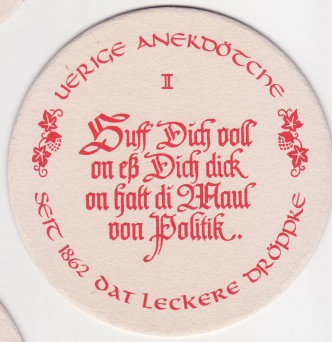 UERIGE ANEKDÖTCHE
II
Suff Dich voll
on eß Dich dick
on halt di Maul
von Politik.
SEIT 1862 DAT LECKERE DRÖPPKE